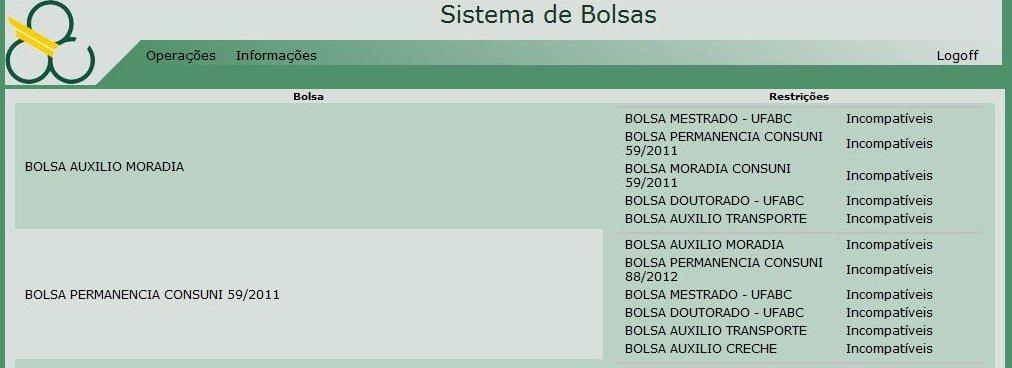 Sistema de Bolsas
Operações Informações Logoff
Bolsa Restrições
BOLSA AUXILIO MORADIA
BOLSA MESTRADO - UFABC Incompatíveis
BOLSA PERMANENCIA CONSUNI
59/2011 Incompatíveis
BOLSA MORADIA CONSUNI
59/2011 Incompatíveis
BOLSA DOUTORADO - UFABC Incompatíveis
BOLSA AUXILIO TRANSPORTE Incompatíveis
BOLSA PERMANENCIA CONSUNI 59/2011
BOLSA AUXILIO MORADIA Incompatíveis
BOLSA PERMANENCIA CONSUNI
88/2012 Incompatíveis
BOLSA MESTRADO - UFABC Incompatíveis
BOLSA DOUTORADO - UFABC Incompatíveis
BOLSA AUXILIO TRANSPORTE Incompatíveis
BOLSA AUXILIO CRECHE Incompatíveis